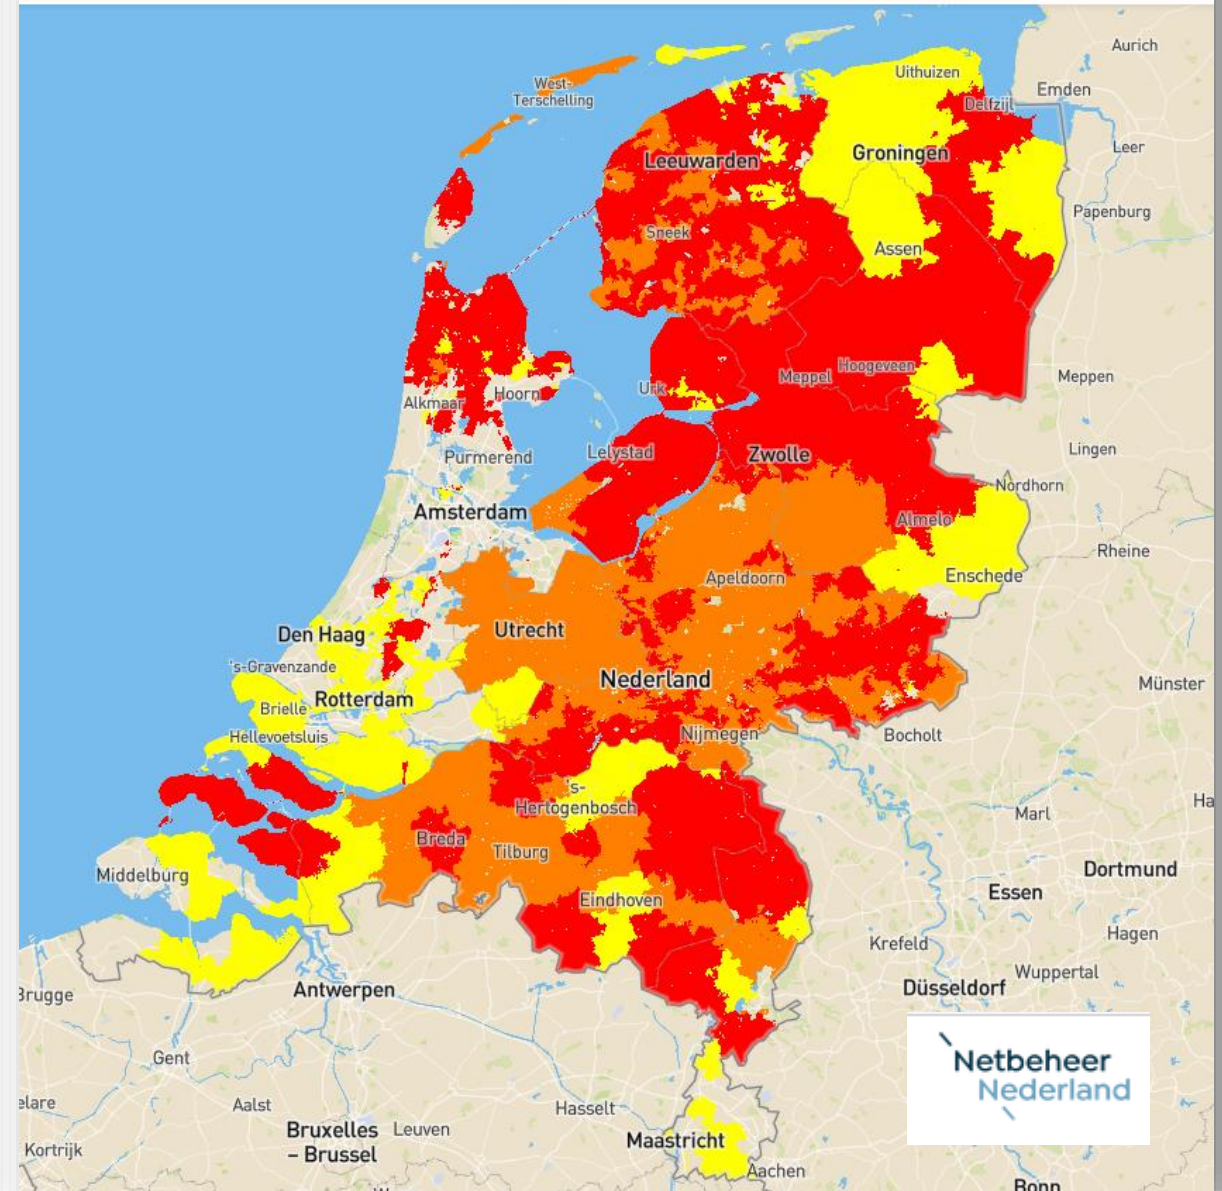 Aurich
Uithuizen
Emden
West-
Terschelling
Delfzijl
Leer
Leeuwarden
Groningen
Papenburg
Sneek
Assen
Hoogeveen
Meppel
Meppen
Urk
Hoorn
Alkmaar
Lingen
Lelystad
Zwolle
Purmerend
Nordhorn
Amsterdam
Almelo
Rheine
Apeldoorn
Enschede
Den Haag
Utrecht
's-Gravenzande
Nederland
Münster
Rotterdam
Brielle
Hellevoetsluis
Nijmegen
Bocholt
's-
Hertogenbosch
Ha
Marl
Breda
Tilburg
Dortmund
Middelburg
Essen
Eindhoven
Hagen
Krefeld
Wuppertal
Düsseldorf
Antwerpen
Brugge
Netbeheer
Nederland
Gent
elare
Aalst
Hasselt
Bruxelles
– Brussel
Leuven
Maastricht
Kortrijk
Aachen
Bonn